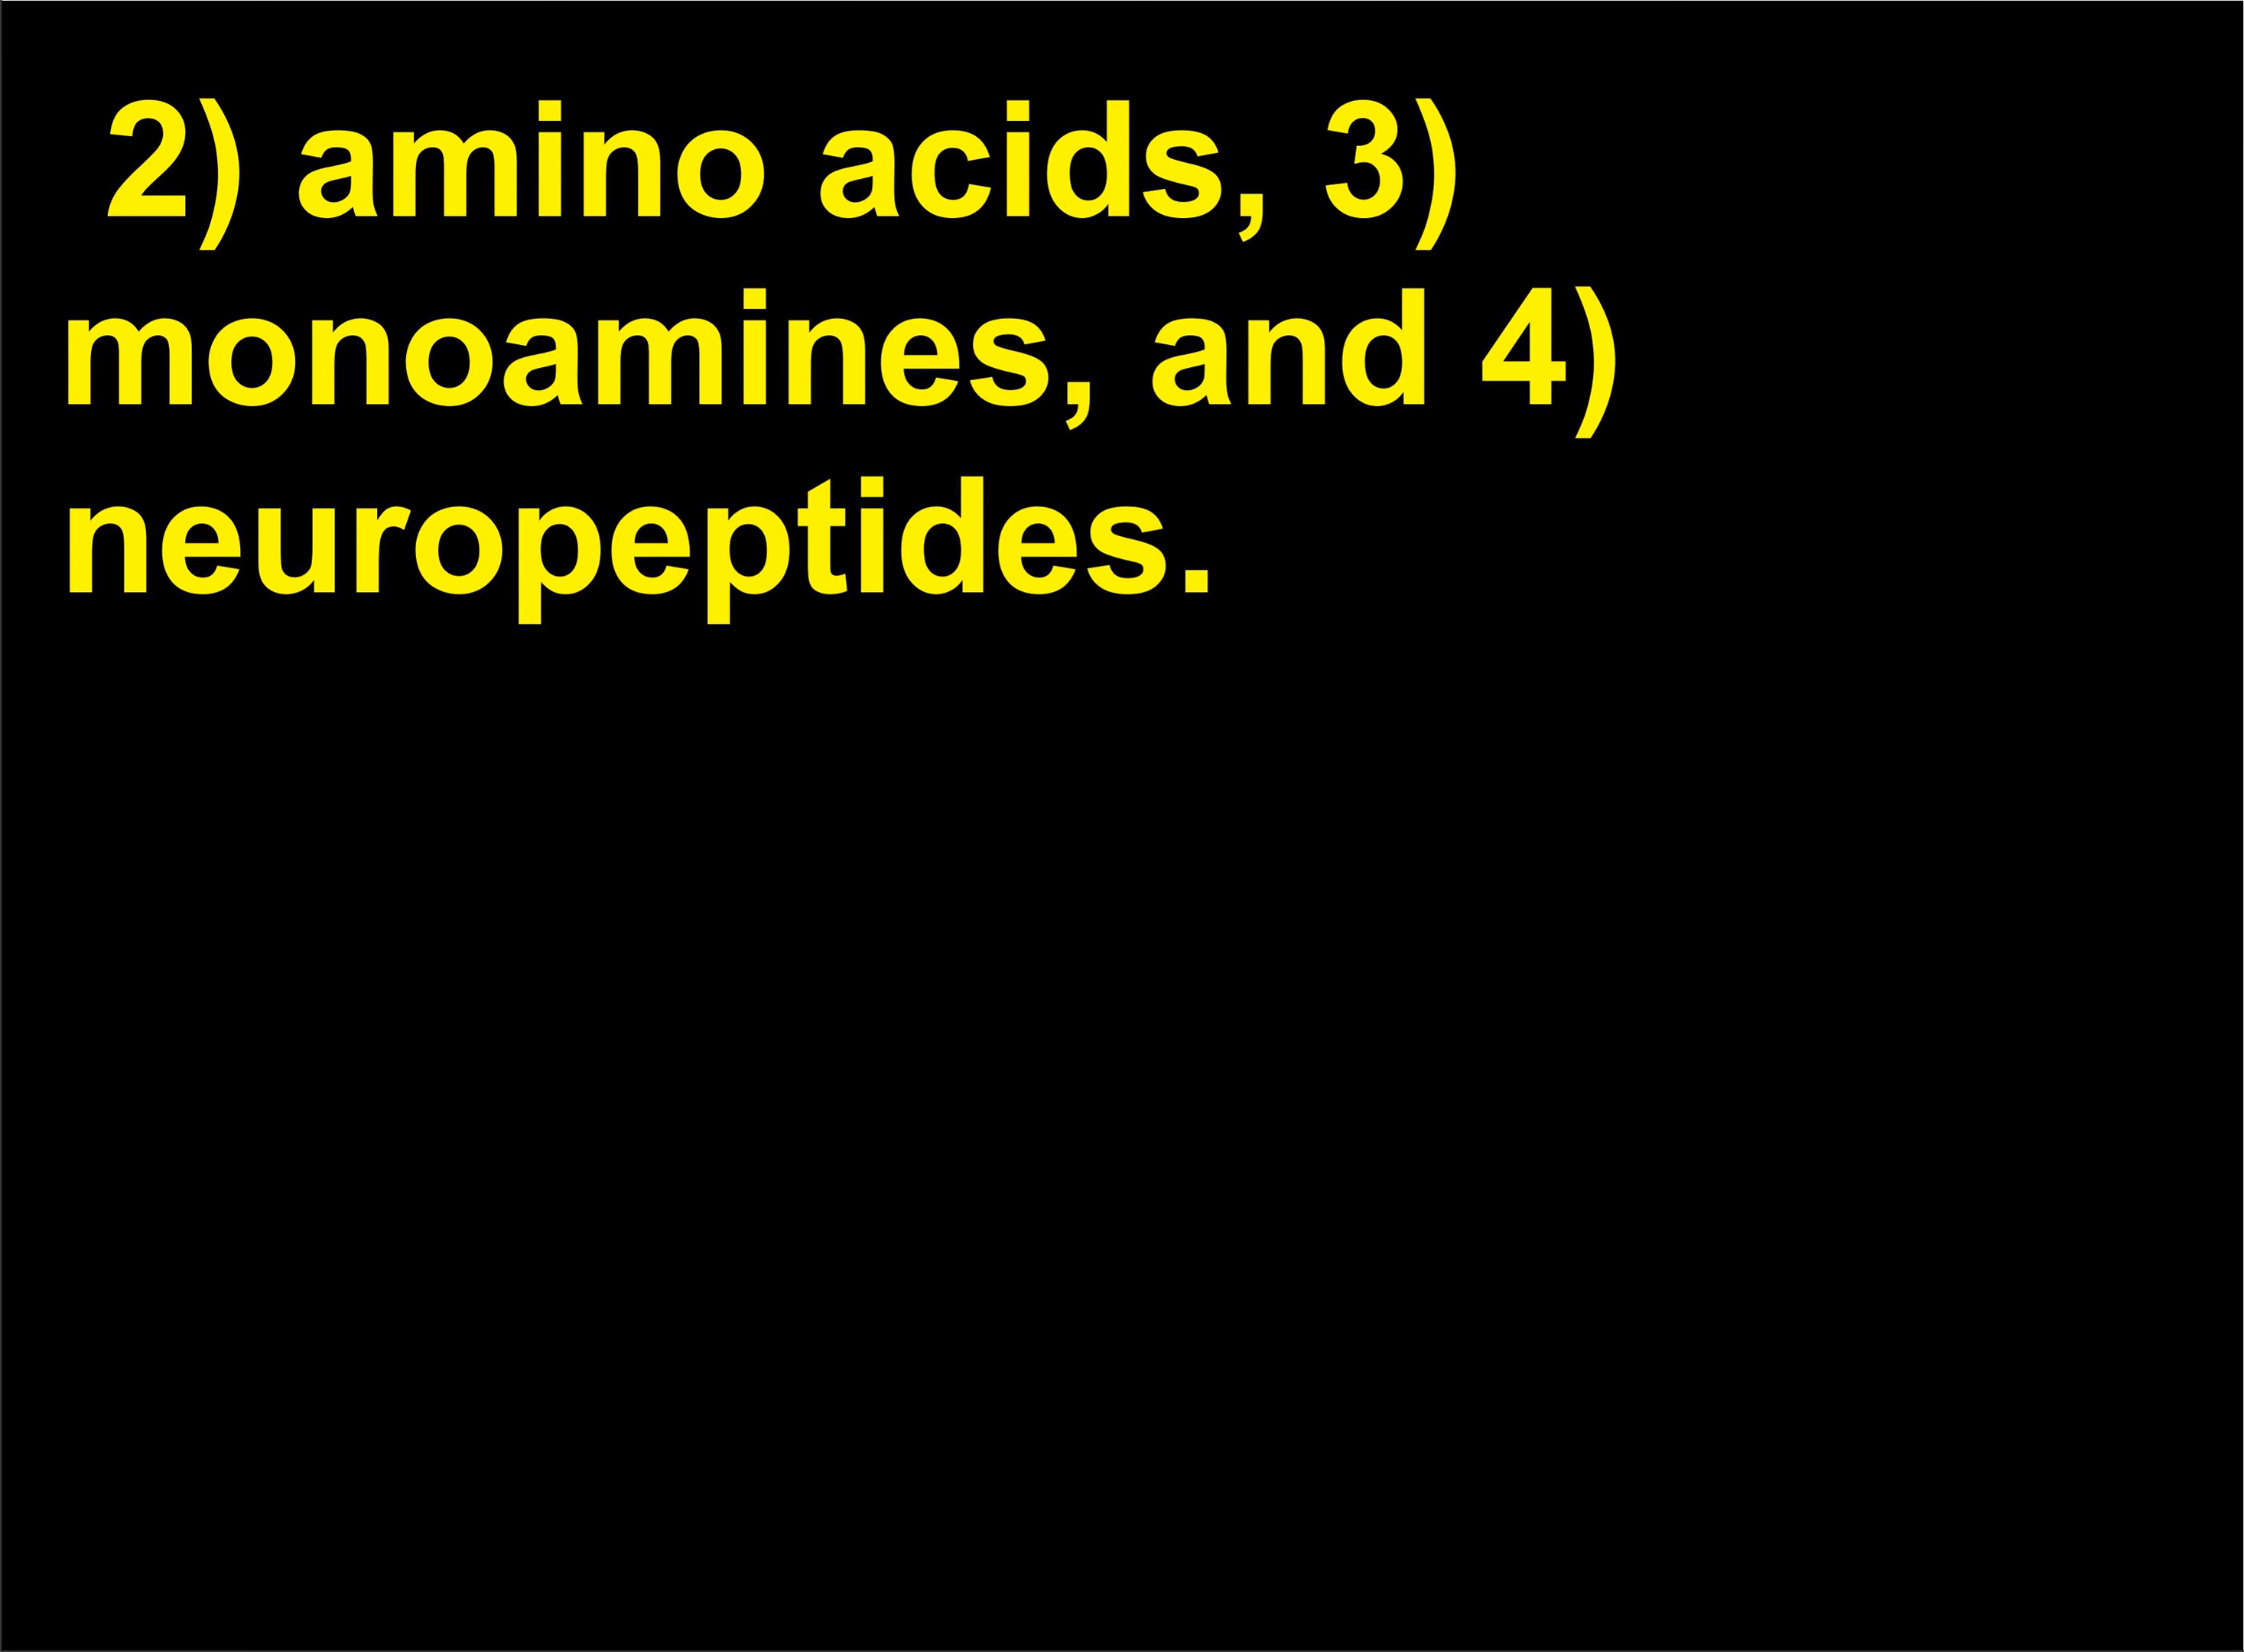 2) amino acids, 3)
monoamines, and 4)
neuropeptides.